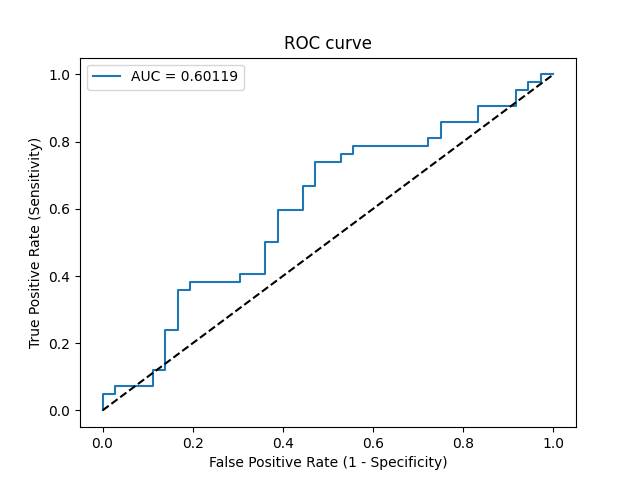 ROC curve
AUC = 0.60119
True Positive Rate (Sensitivity)
1.0
0.8
0.6
0.4
0.2
0.0
0.0 0.2 0.4 0.6 0.8 1.0
False Positive Rate (1 - Specificity)